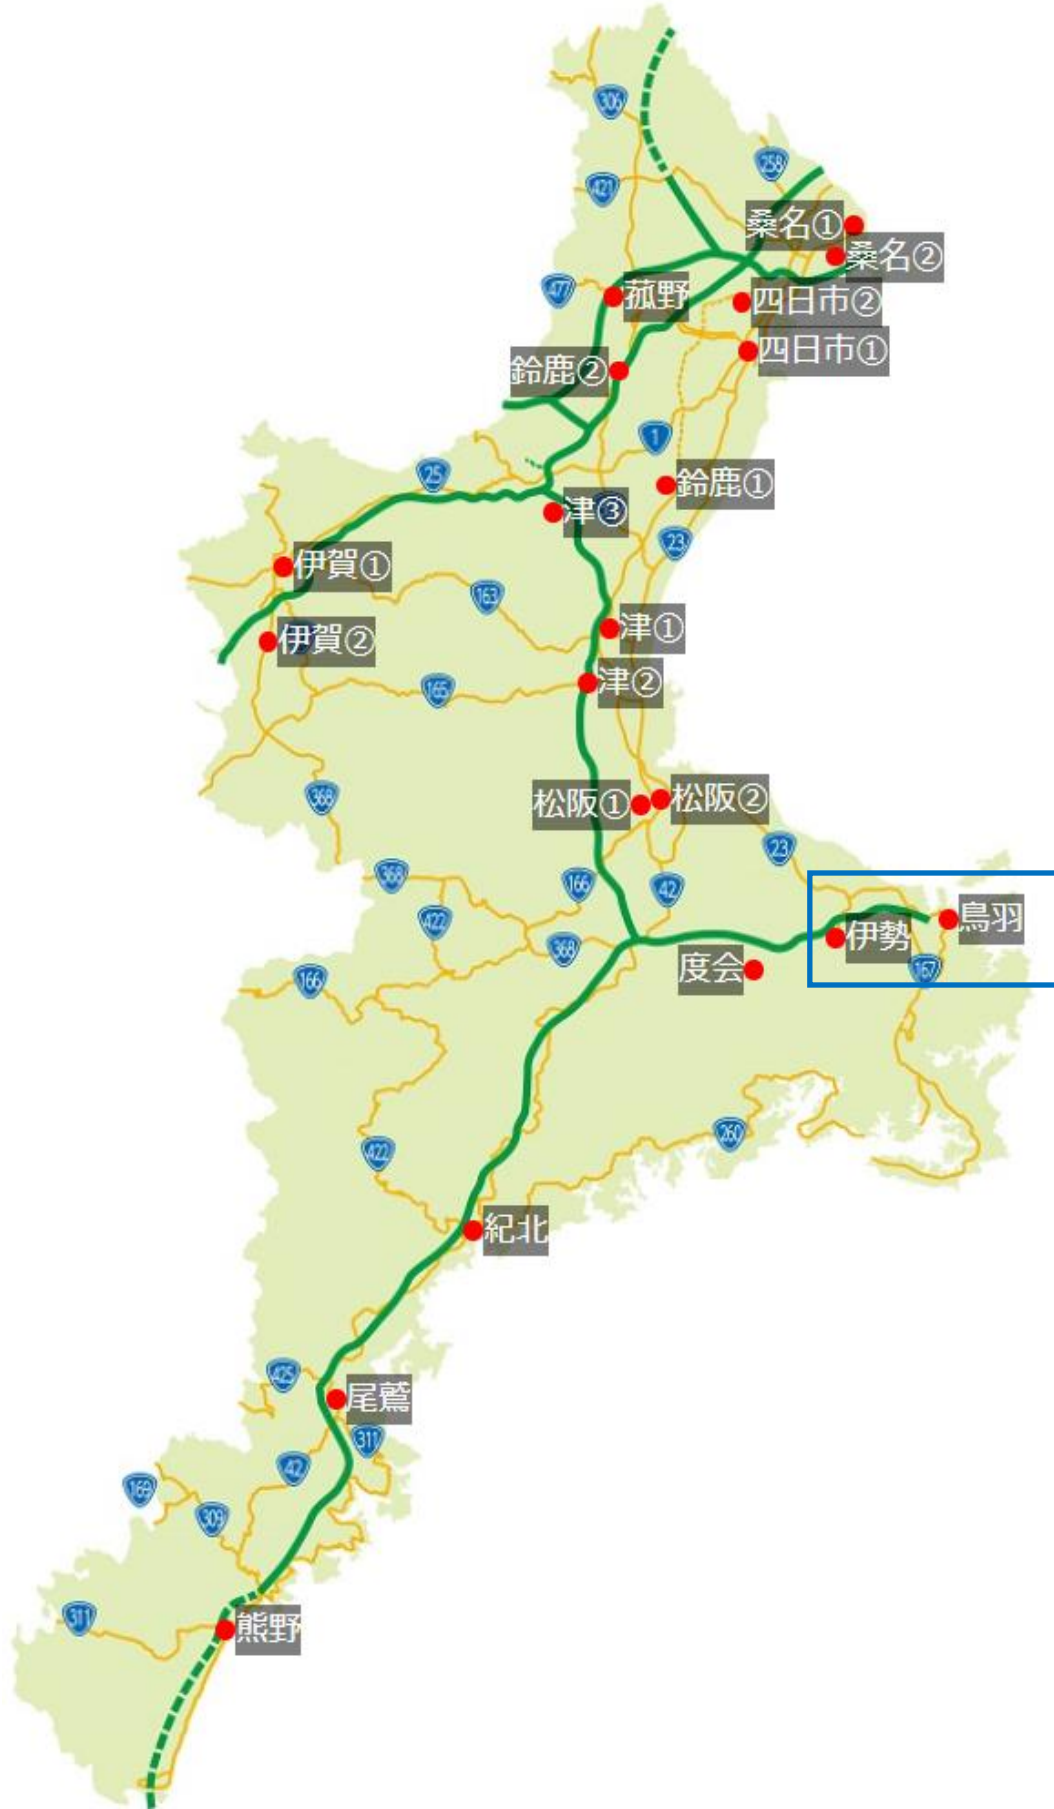 306
258
421
桑名①
桑名②
477
菰野
四日市②
四日市①
鈴鹿②
1
25
鈴鹿①
津③
23
伊賀①
163
津①
伊賀②
165
津②
368
松阪①
松阪②
23
368
166
42
422
鳥羽
伊勢
368
度会
167
166
260
422
紀北
425
尾鷲
311
42
169
309
311
熊野